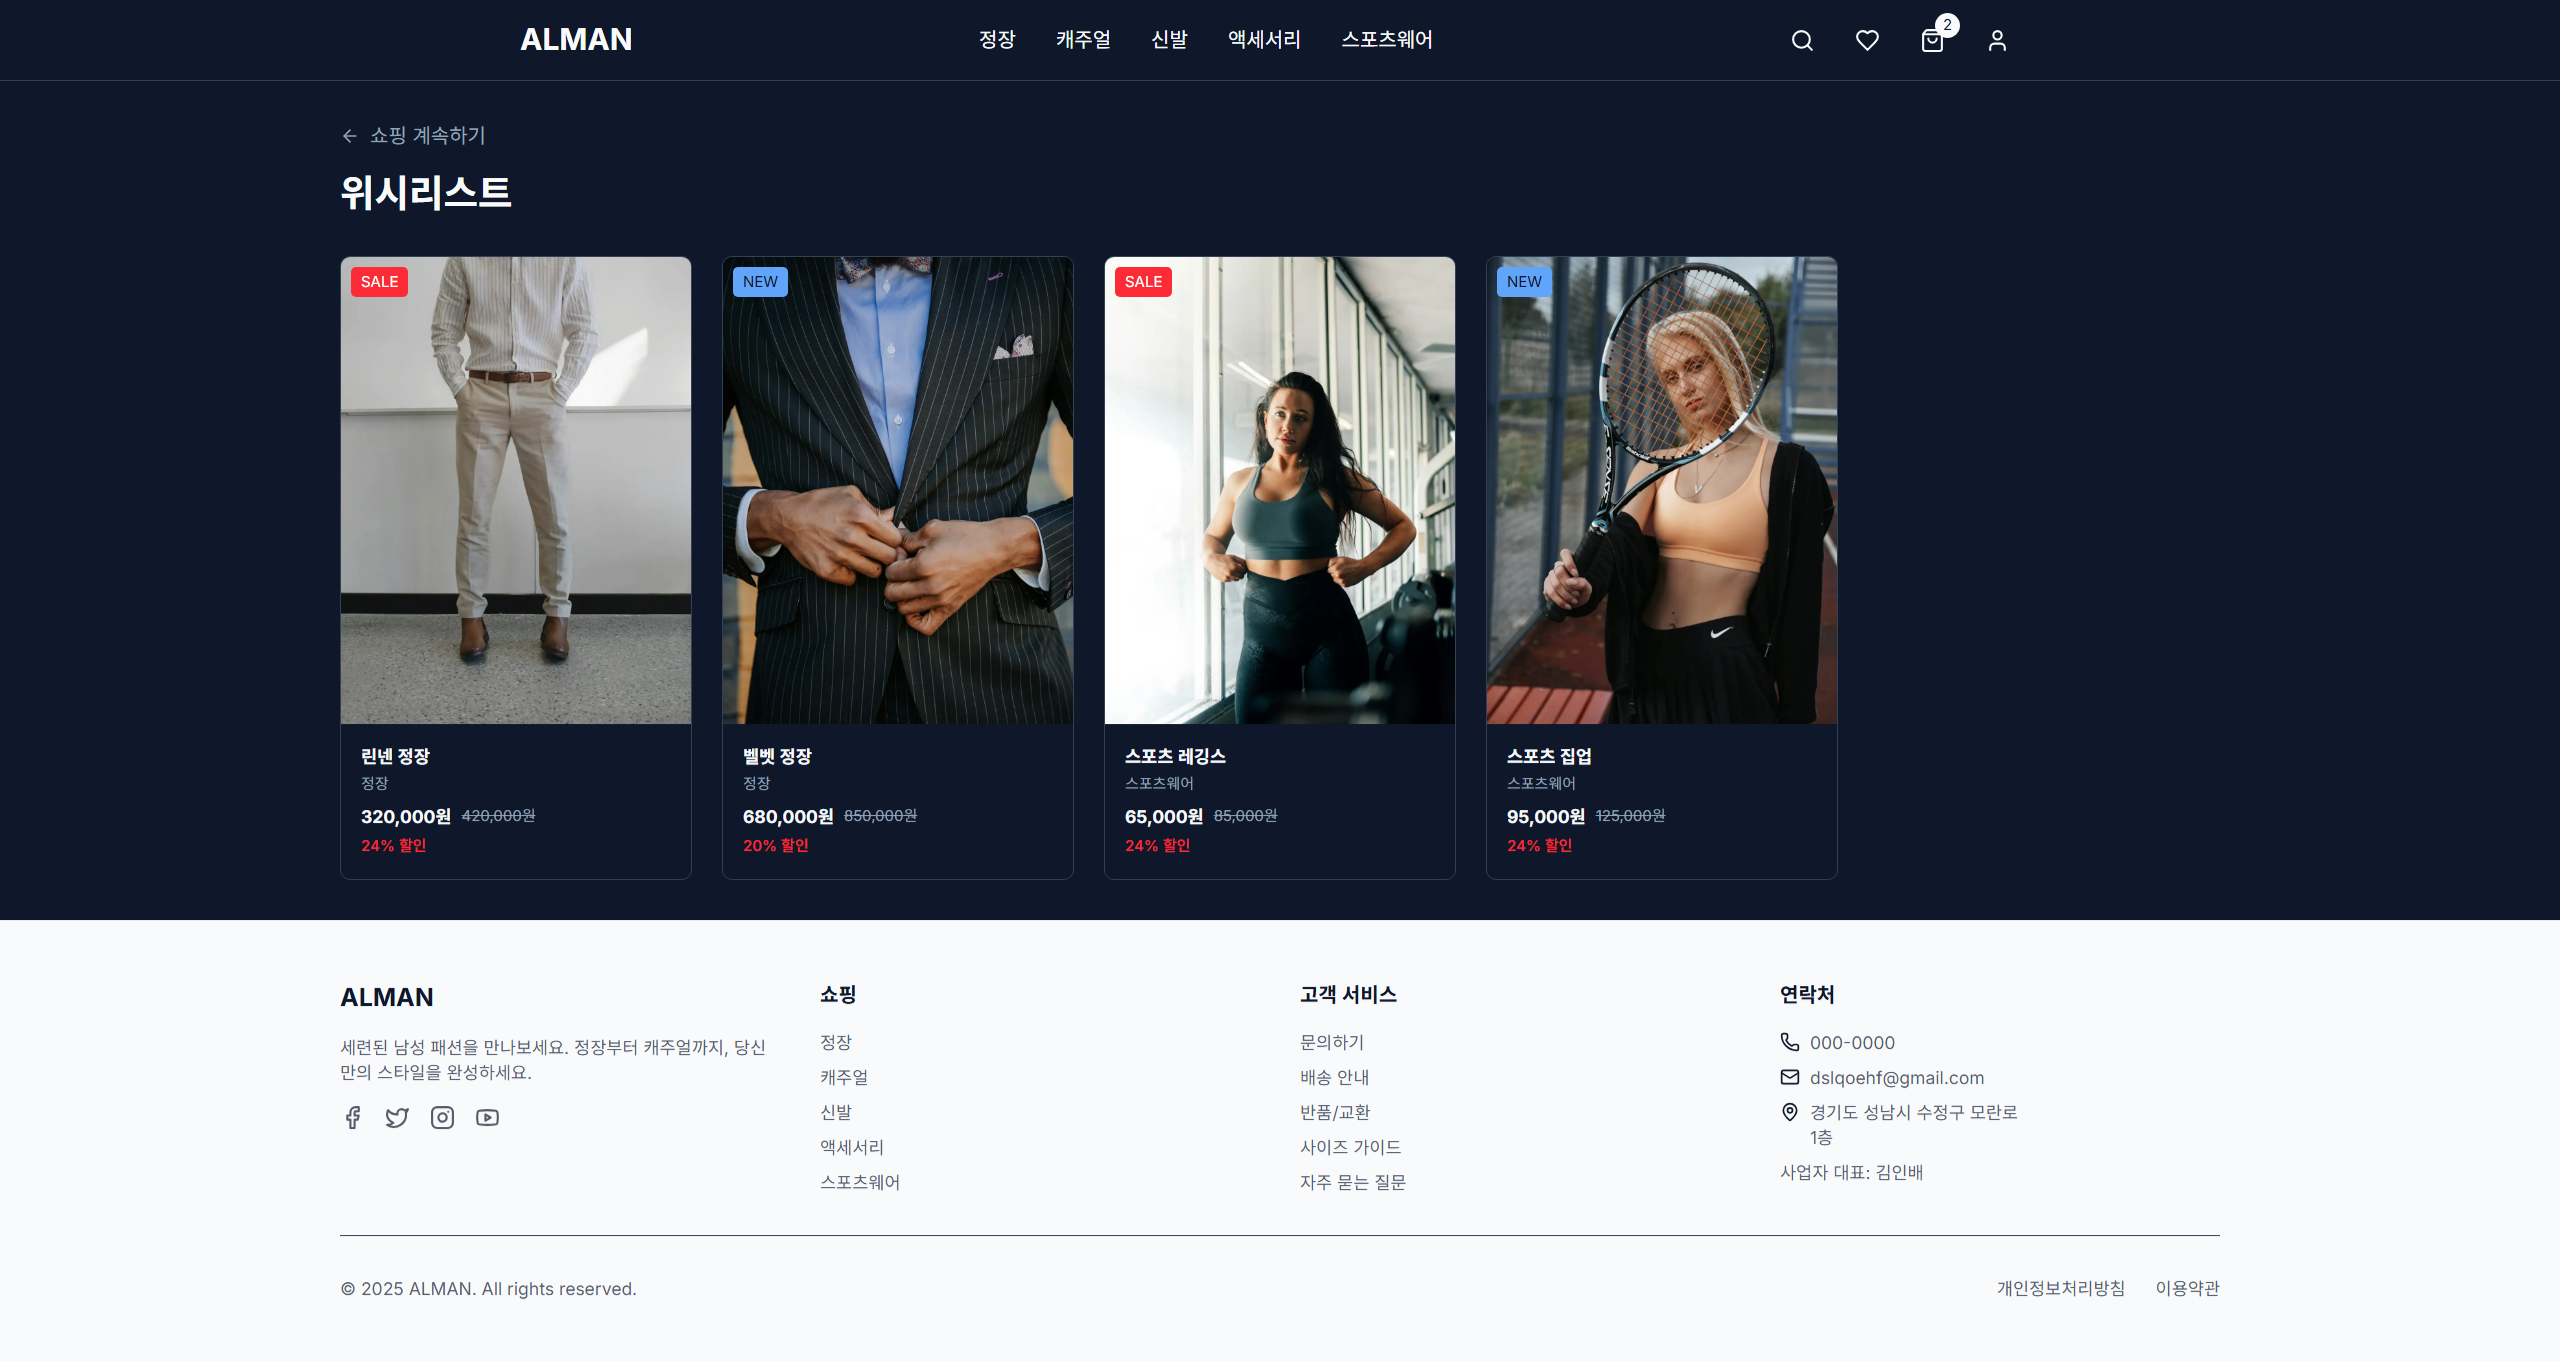 ALMAN
정장 캐주얼 신발 액세서리 스포츠웨어
2
쇼핑 계속하기
위시리스트
SALE
린넨 정장
정장
320,000원 420,000원
24% 할인
NEW
벨벳 정장
정장
680,000원 850,000원
20% 할인
SALE
스포츠 레깅스
스포츠웨어
65,000원 85,000원
24% 할인
NEW
스포츠 집업
스포츠웨어
95,000원 125,000원
24% 할인
ALMAN
세련된 남성 패션을 만나보세요. 정장부터 캐주얼까지, 당신
만의 스타일을 완성하세요.
쇼핑
정장
캐주얼
신발
액세서리
스포츠웨어
고객 서비스
문의하기
배송 안내
반품/교환
사이즈 가이드
자주 묻는 질문
연락처
000-0000
dslqoehf@gmail.com
경기도 성남시 수정구 모란로
1층
사업자 대표: 김인배
© 2025 ALMAN. All rights reserved.
개인정보처리방침 이용약관